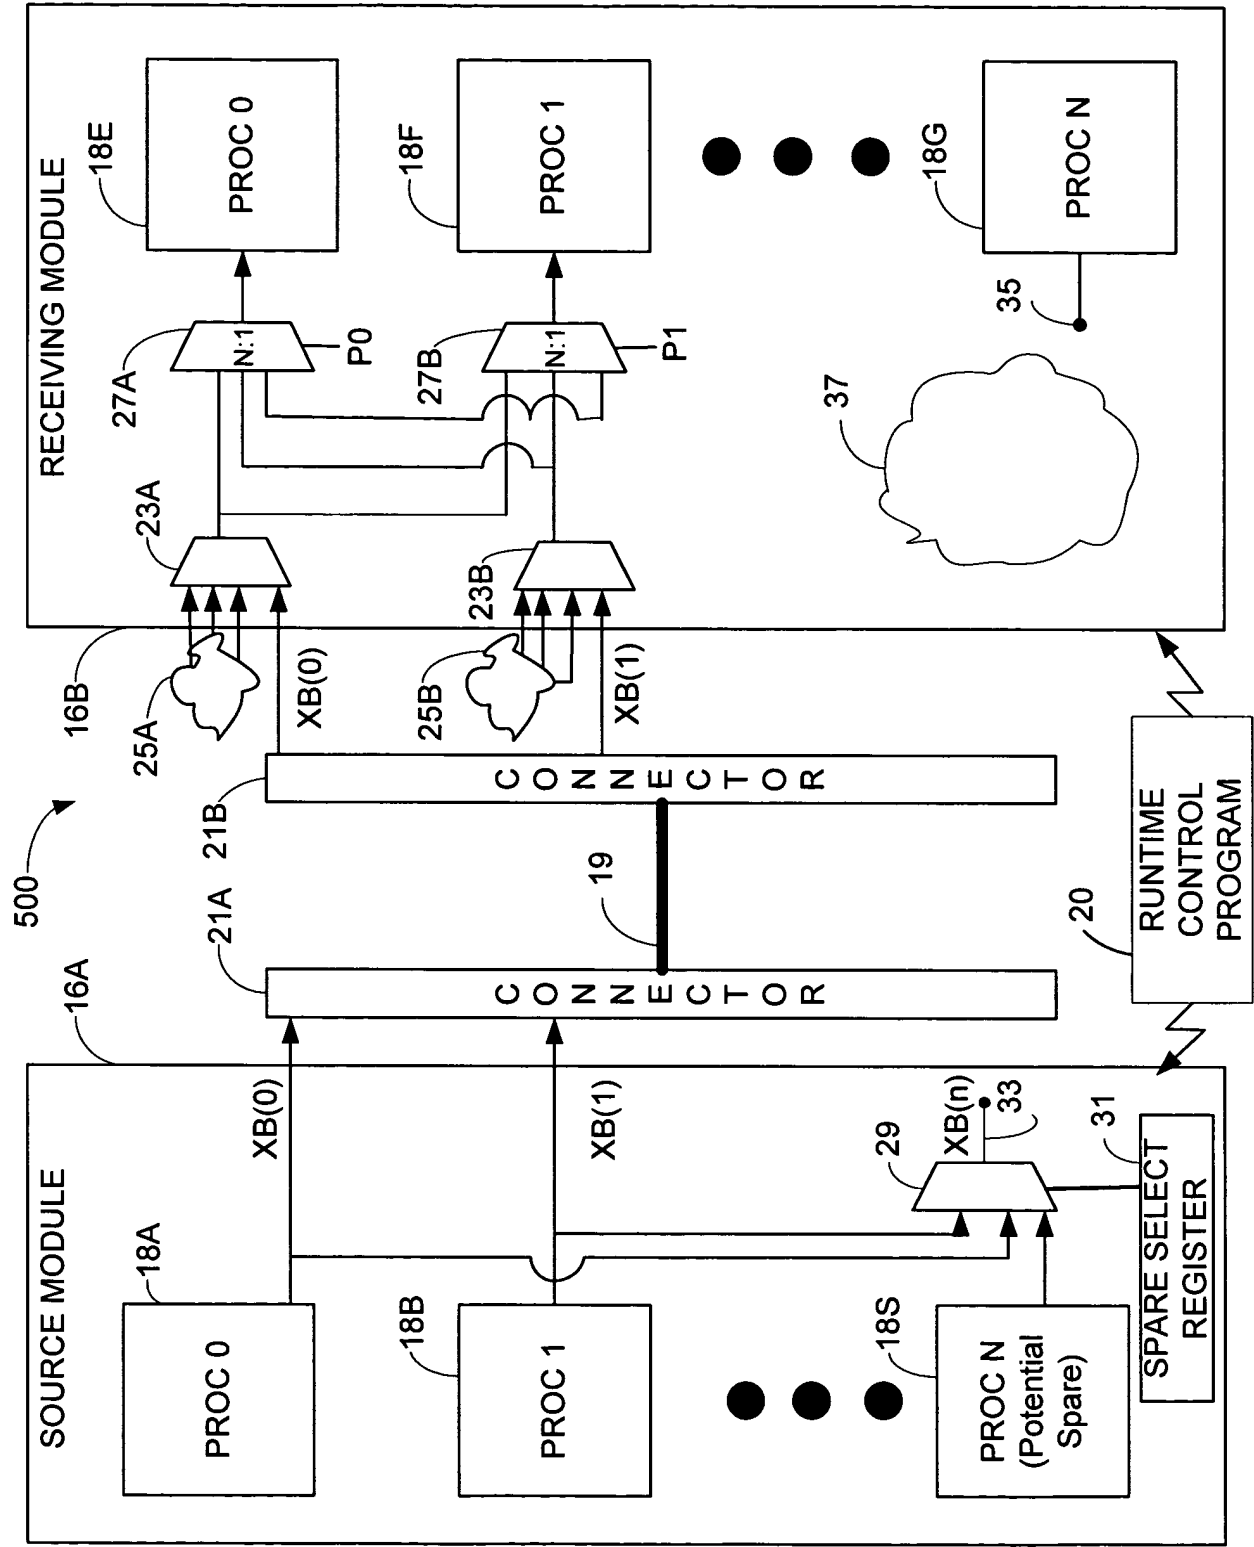 500
SOURCE MODULE
16A
PROC 0
18A
XB(0)
PROC 1
18B
XB(1)
PROC N
(Potential
Spare)
18S
29
XB(n)
33
31
SPARE SELECT
REGISTER
21A
CONNECTOR
19
21B
CONNECTOR
20
RUNTIME
CONTROL
PROGRAM
RECEIVING MODULE
16B
25A
XB(0)
23A
27A
N:1
P0
18E
PROC 0
25B
XB(1)
23B
27B
N:1
P1
18F
PROC 1
37
35
18G
PROC N